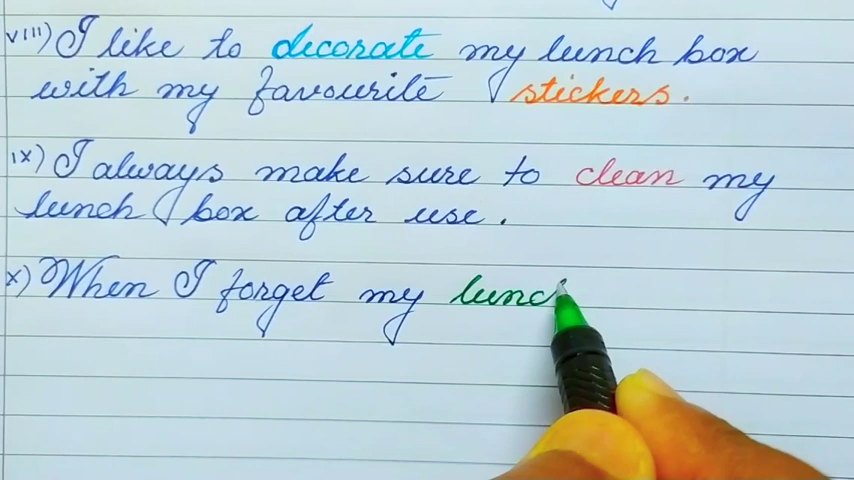 viii) I like to decorate my lunch box
with my favourite stickers.
ix) I always make sure to clean my
lunch box after use.
x) When I forget my lunc